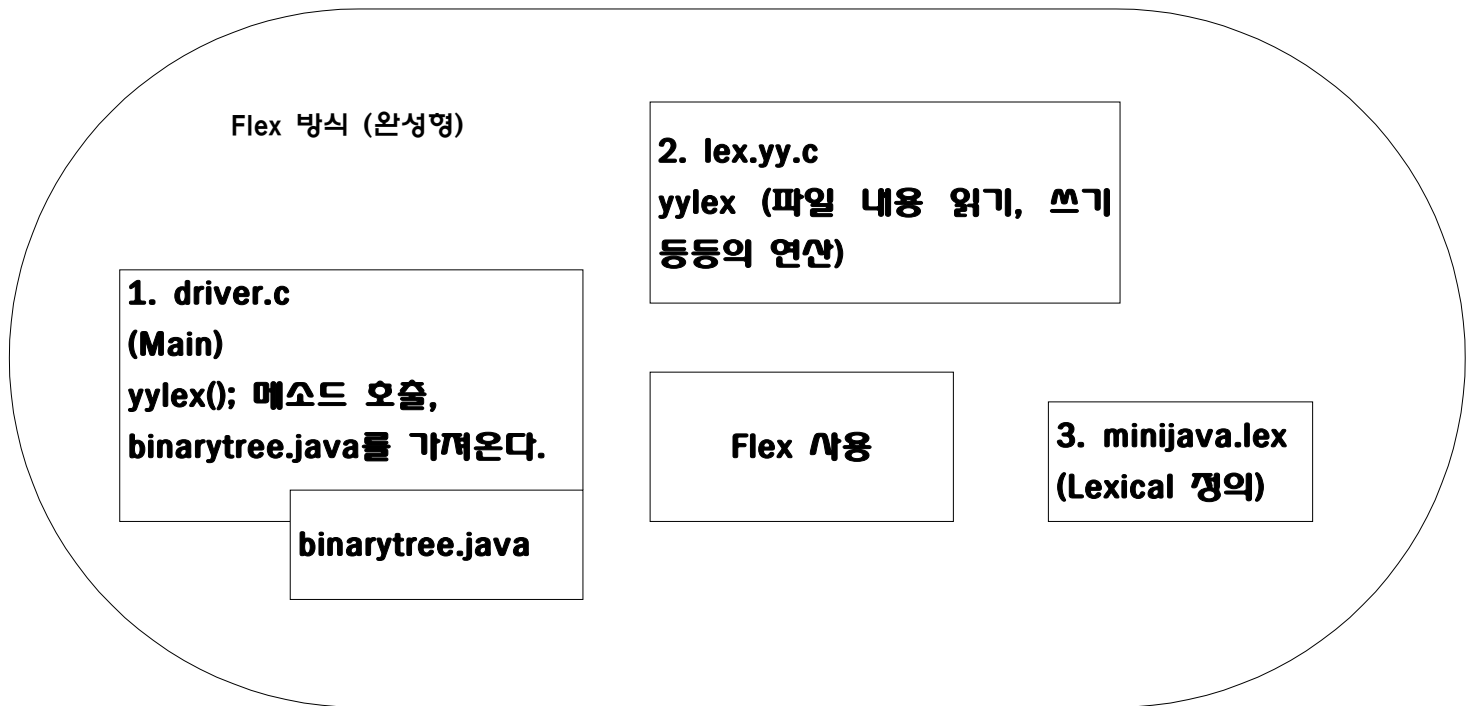 Flex 방식 (완성형)
2. lex.yy.c
yylex (파일 내용 읽기, 쓰기
등등의 연산)
1. driver.c
(Main)
yylex(); 메소드 호출,
binarytree.java를 가져온다.
binarytree.java
Flex 사용
3. minijava.lex
(Lexical 정의)